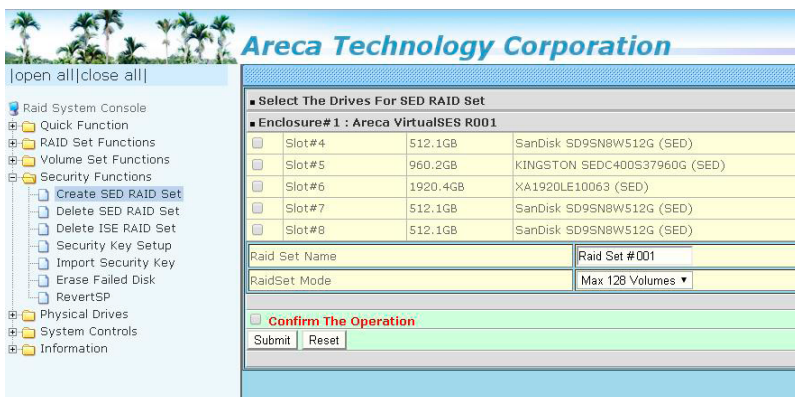 Areca Technology Corporation
|open all|close all|
Raid System Console
Quick Function
RAID Set Functions
Volume Set Functions
Security Functions
Create SED RAID Set
Delete SED RAID Set
Delete ISE RAID Set
Security Key Setup
Import Security Key
Erase Failed Disk
RevertSP
Physical Drives
System Controls
Information
Select The Drives For SED RAID Set
Enclosure#1 : Areca VirtualSES R001
Slot#4 512.1GB SanDisk SD9SN8W512G (SED)
Slot#5 960.2GB KINGSTON SEDC400S37960G (SED)
Slot#6 1920.4GB XA1920LE10063 (SED)
Slot#7 512.1GB SanDisk SD9SN8W512G (SED)
Slot#8 512.1GB SanDisk SD9SN8W512G (SED)
Raid Set Name Raid Set #001
RaidSet Mode Max 128 Volumes
Confirm The Operation
Submit Reset